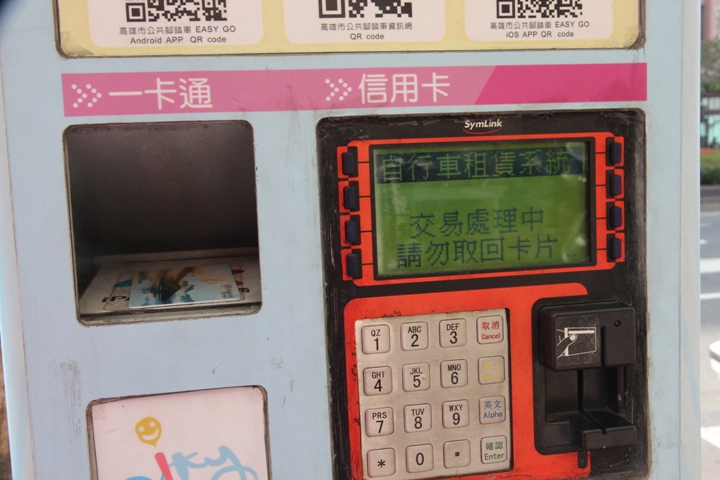 高雄市公共腳踏車 EASY GO
Android APP QR code
高雄市公共腳踏車資訊網
QR code
高雄市公共腳踏車 EASY GO
iOS APP QR code
一卡通
信用卡
SymLink
自行車租賃系統
交易處理中
請勿取回卡片
QZ ABC DEF 取消
1 2 3 Cancel
GHI JKL MNO
4 5 6
PRS TUV WXY 英文
7 8 9 Alpha
* 0 . 確認
Enter